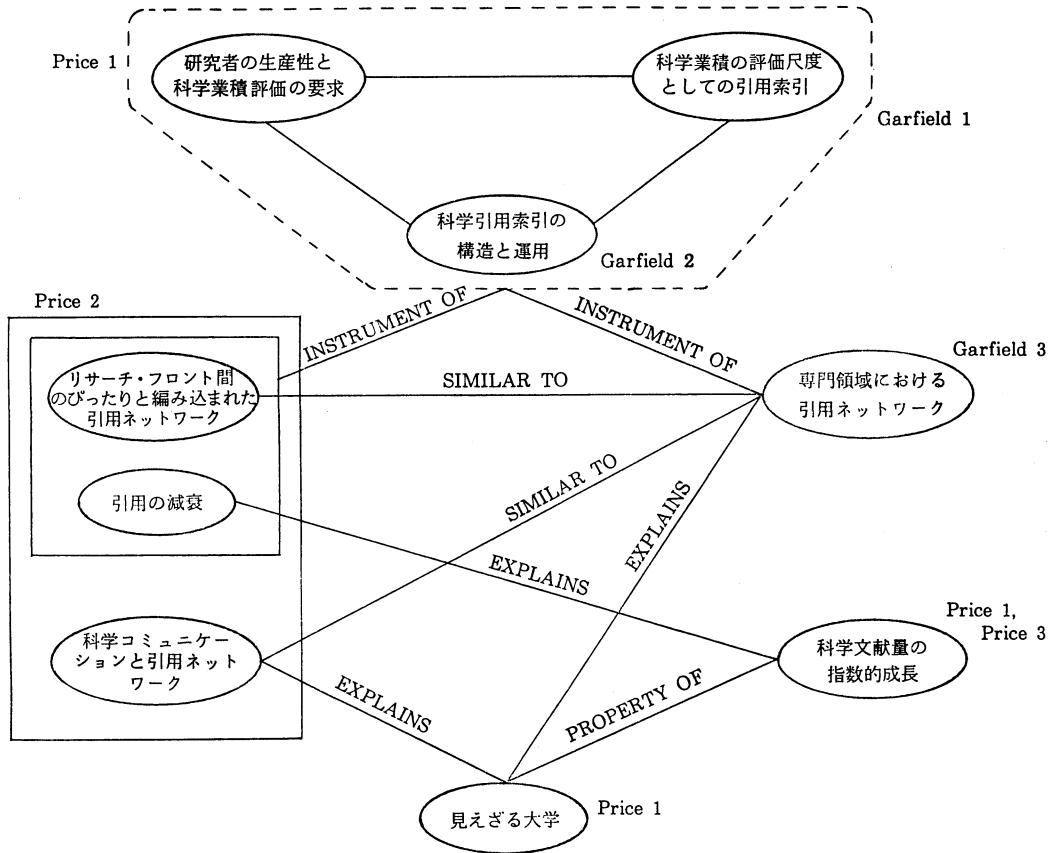 Price 1
研究者の生産性と
科学業積評価の要求
科学業積の評価尺度
としての引用索引
Garfield 1
科学引用索引の
構造と運用
Garfield 2
Price 2
INSTRUMENT OF
INSTRUMENT OF
リサーチ・フロント間
のびったりと編み込まれた
引用ネットワーク
SIMILAR TO
Garfield 3
専門領域における
引用ネットワーク
引用の減衰
SIMILAR TO
EXPLAINS
EXPLAINS
科学コミュニケー
ションと引用ネット
ワーク
Price 1,
Price 3
科学文献量の
指数的成長
EXPLAINS
PROPERTY OF
見えざる大学
Price 1